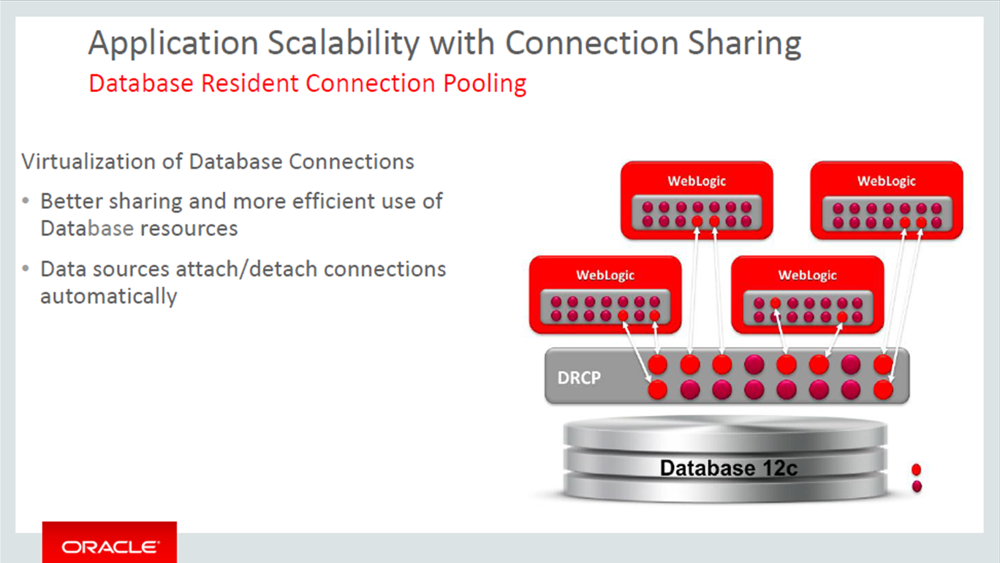 Application Scalability with Connection Sharing
Database Resident Connection Pooling
Virtualization of Database Connections
• Better sharing and more efficient use of
Database resources
• Data sources attach/detach connections
automatically
WebLogic
WebLogic
WebLogic
WebLogic
DRCP
Database 12c
ORACLE®